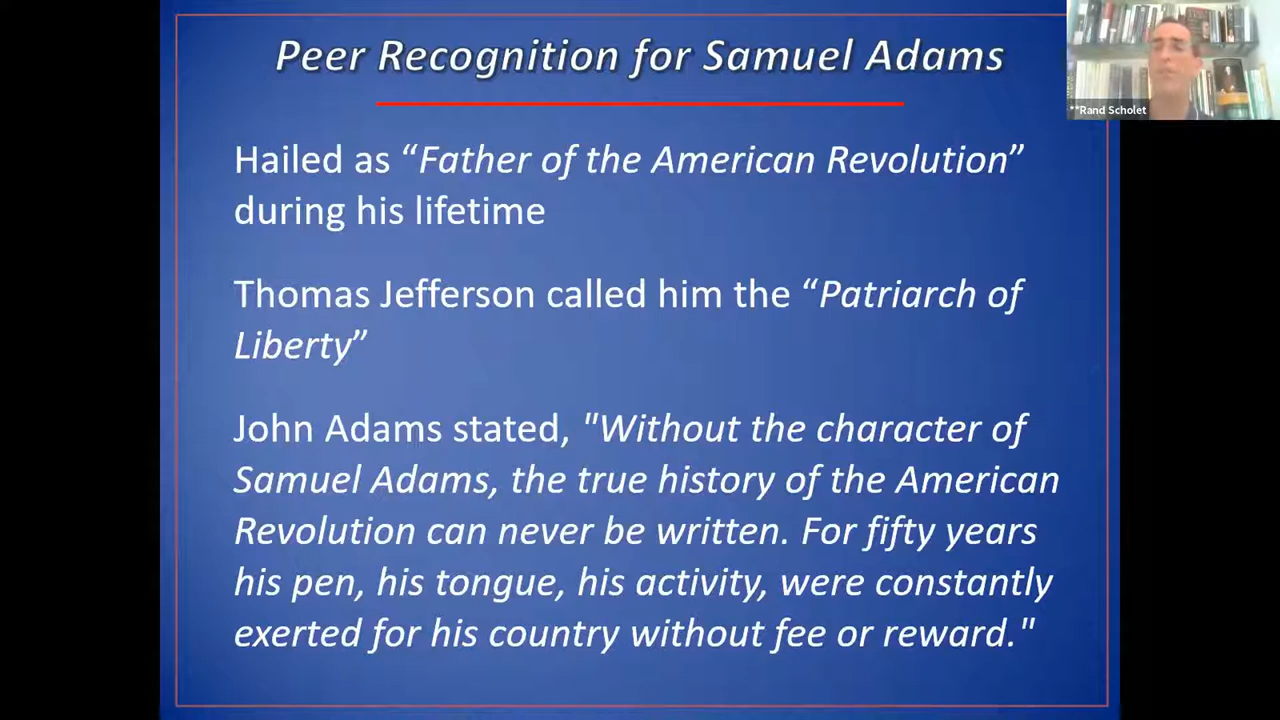 Peer Recognition for Samuel Adams
**Rand Scholet
Hailed as “Father of the American Revolution”
during his lifetime
Thomas Jefferson called him the “Patriarch of
Liberty”
John Adams stated, "Without the character of
Samuel Adams, the true history of the American
Revolution can never be written. For fifty years
his pen, his tongue, his activity, were constantly
exerted for his country without fee or reward."